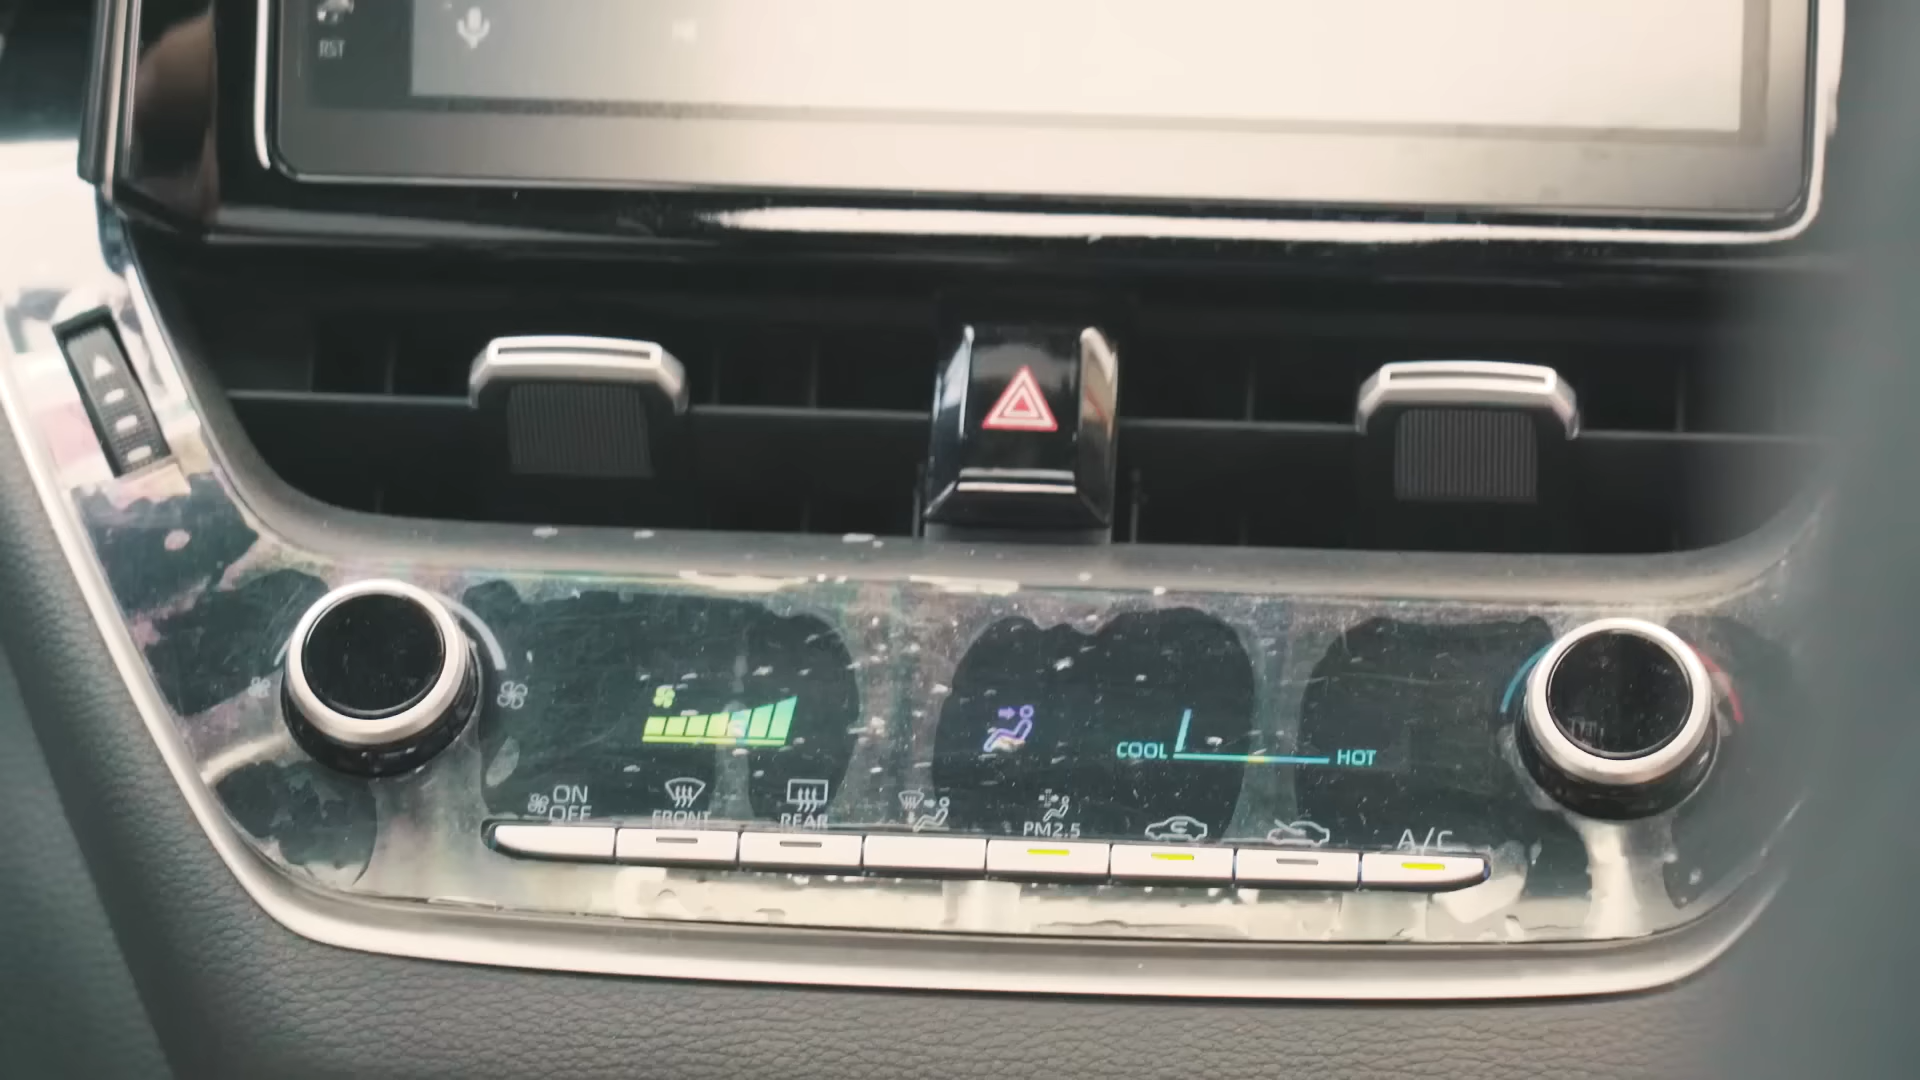 RST
COOL HOT
ON
OFF
FRONT
REAR
PM2.5
A/C